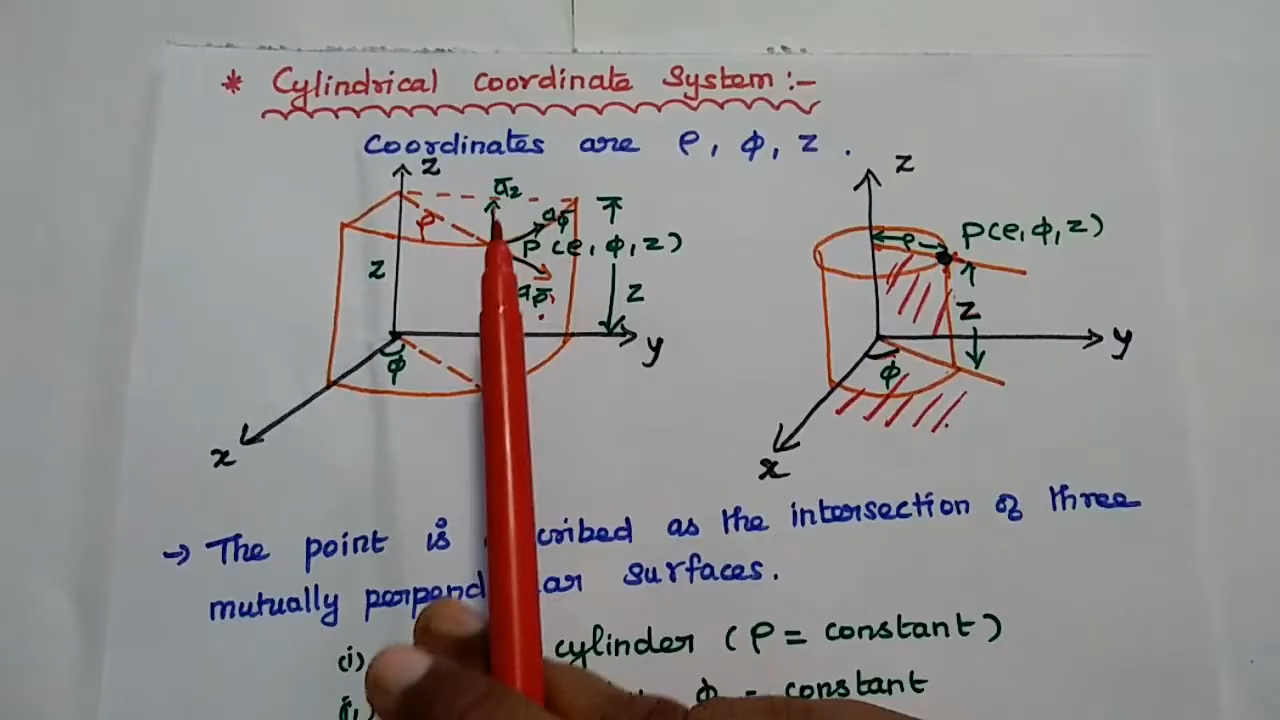 * Cylindrical Coordinate System :-
Coordinates are ρ, φ, z .
z
ā z
ρ
a φ̄
P (ρ, φ, z)
z
a ρ̄
z
y
φ
x
z
ρ
P(ρ, φ, z)
z
y
φ
x
→ The point is cribed as the intersection of three
mutually perpend ar surfaces.
(i) cylinder (ρ = constant)
φ = constant